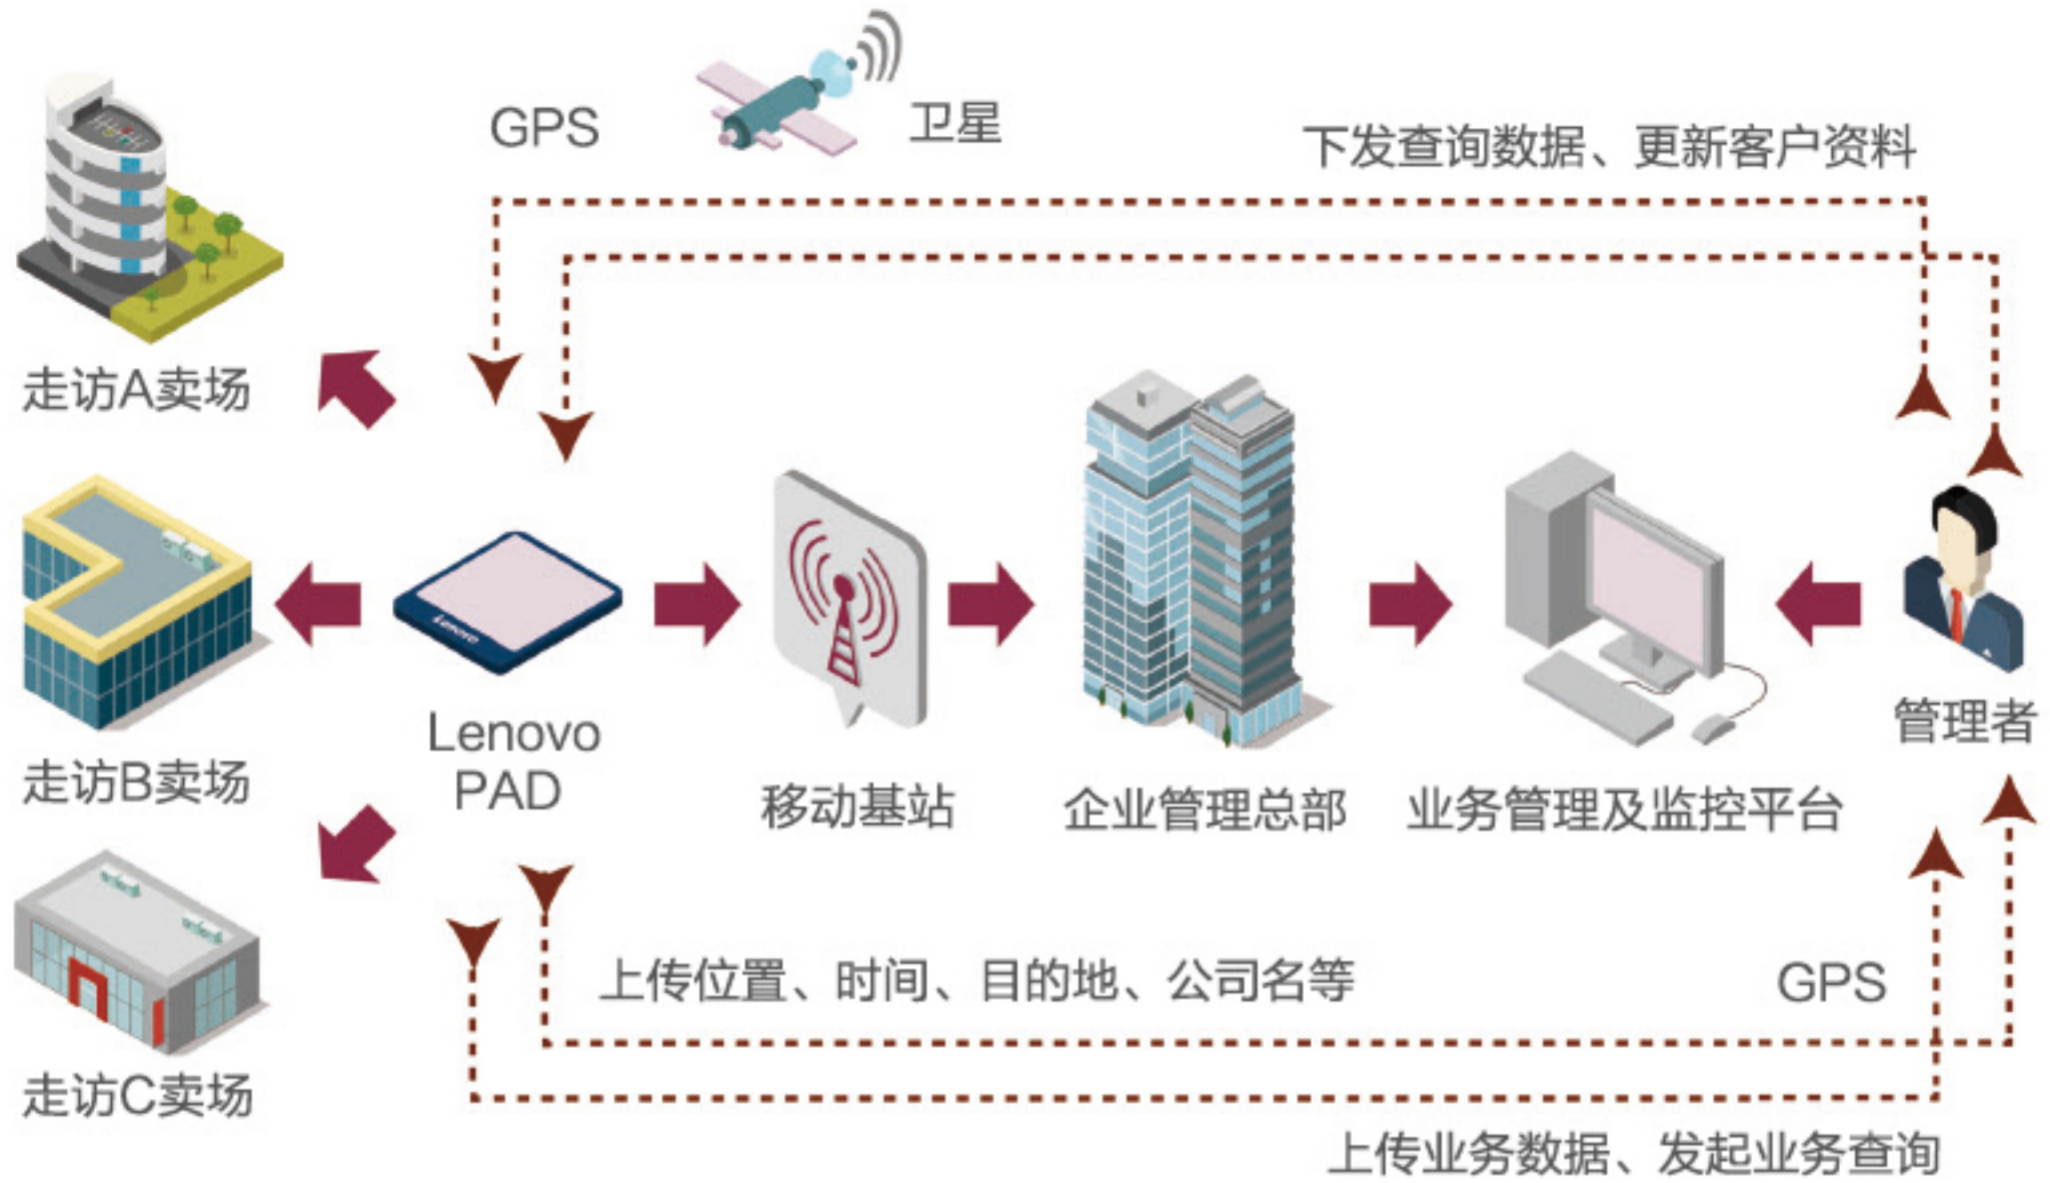 GPS
卫星
下发查询数据、更新客户资料
走访A卖场
走访B卖场
走访C卖场
Lenovo
Lenovo
PAD
移动基站
企业管理总部
业务管理及监控平台
管理者
上传位置、时间、目的地、公司名等
GPS
上传业务数据、发起业务查询